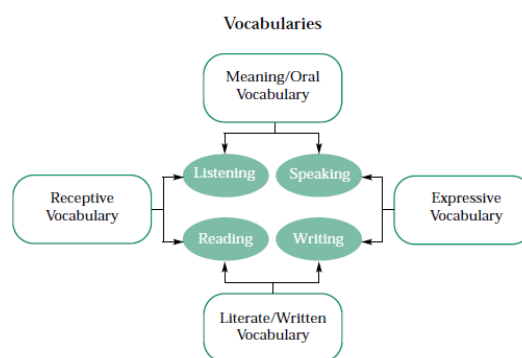 Vocabularies
Meaning/Oral
Vocabulary
Listening
Speaking
Receptive
Vocabulary
Expressive
Vocabulary
Reading
Writing
Literate/Written
Vocabulary